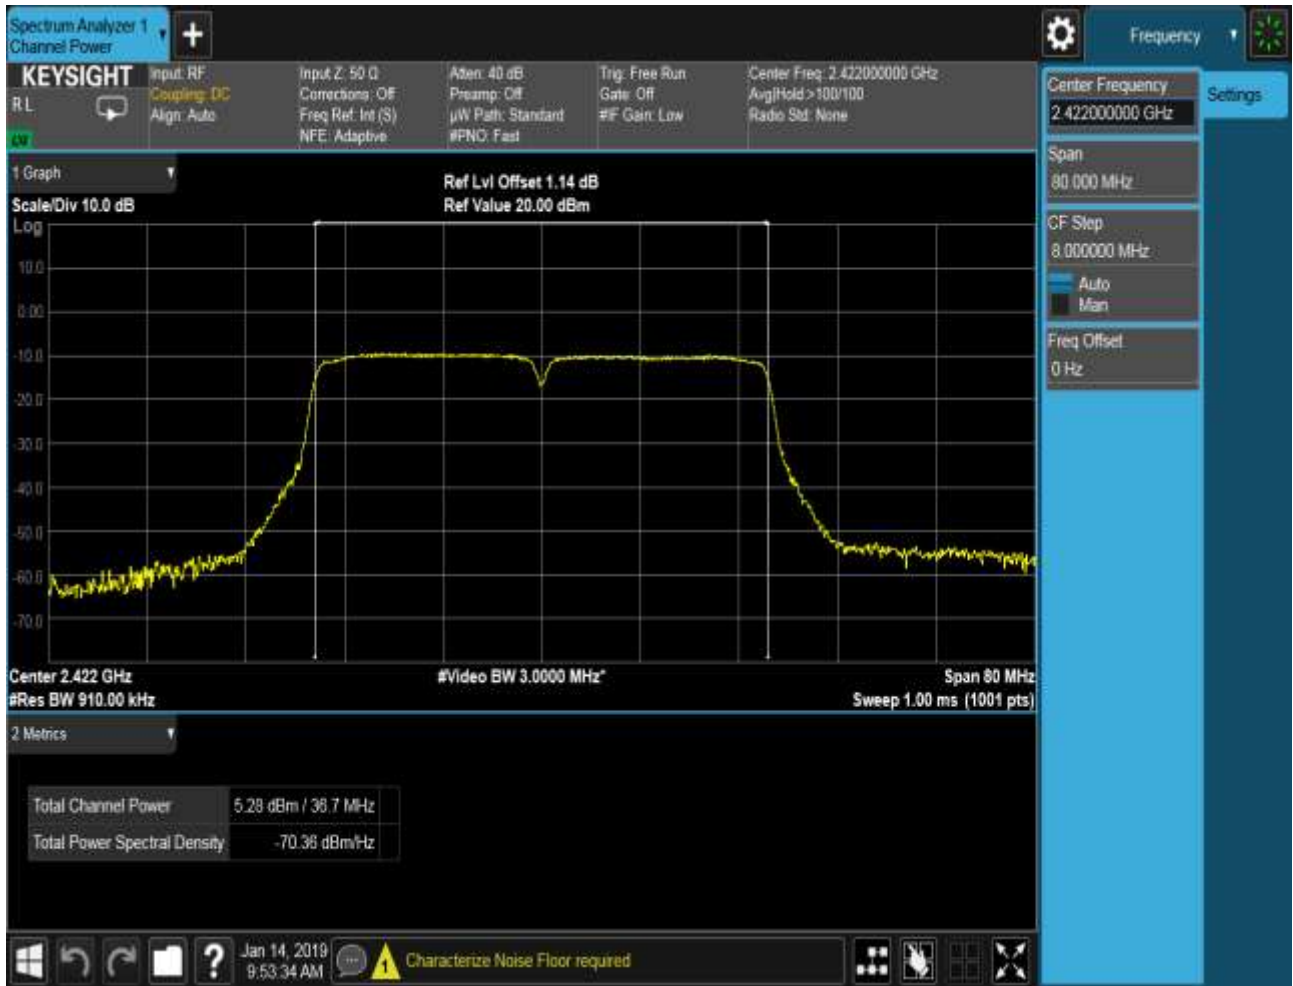 Spectrum Analyzer 1
Channel Power
Frequency
KEYSIGHT
R L
Input: RF
Coupling: DC
Align: Auto
Input Z: 50 Ω
Corrections: Off
Freq Ref: Int (S)
NFE: Adaptive
Atten: 40 dB
Preamp: Off
µW Path: Standard
#PNO: Fast
Trig: Free Run
Gate: Off
#IF Gain: Low
Center Freq: 2.422000000 GHz
Avg|Hold:>100/100
Radio Std: None
Center Frequency
2.422000000 GHz
Settings
Span
80.000 MHz
CF Step
8.000000 MHz
Auto
Man
Freq Offset
0 Hz
1 Graph
Scale/Div 10.0 dB
Ref Lvl Offset 1.14 dB
Ref Value 20.00 dBm
Log
10.0
0.00
-10.0
-20.0
-30.0
-40.0
-50.0
-60.0
-70.0
Center 2.422 GHz
#Video BW 3.0000 MHz*
Span 80 MHz
#Res BW 910.00 kHz
Sweep 1.00 ms (1001 pts)
2 Metrics
Total Channel Power 5.28 dBm / 36.7 MHz
Total Power Spectral Density -70.36 dBm/Hz
?
Jan 14, 2019
9:53:34 AM
1
Characterize Noise Floor required